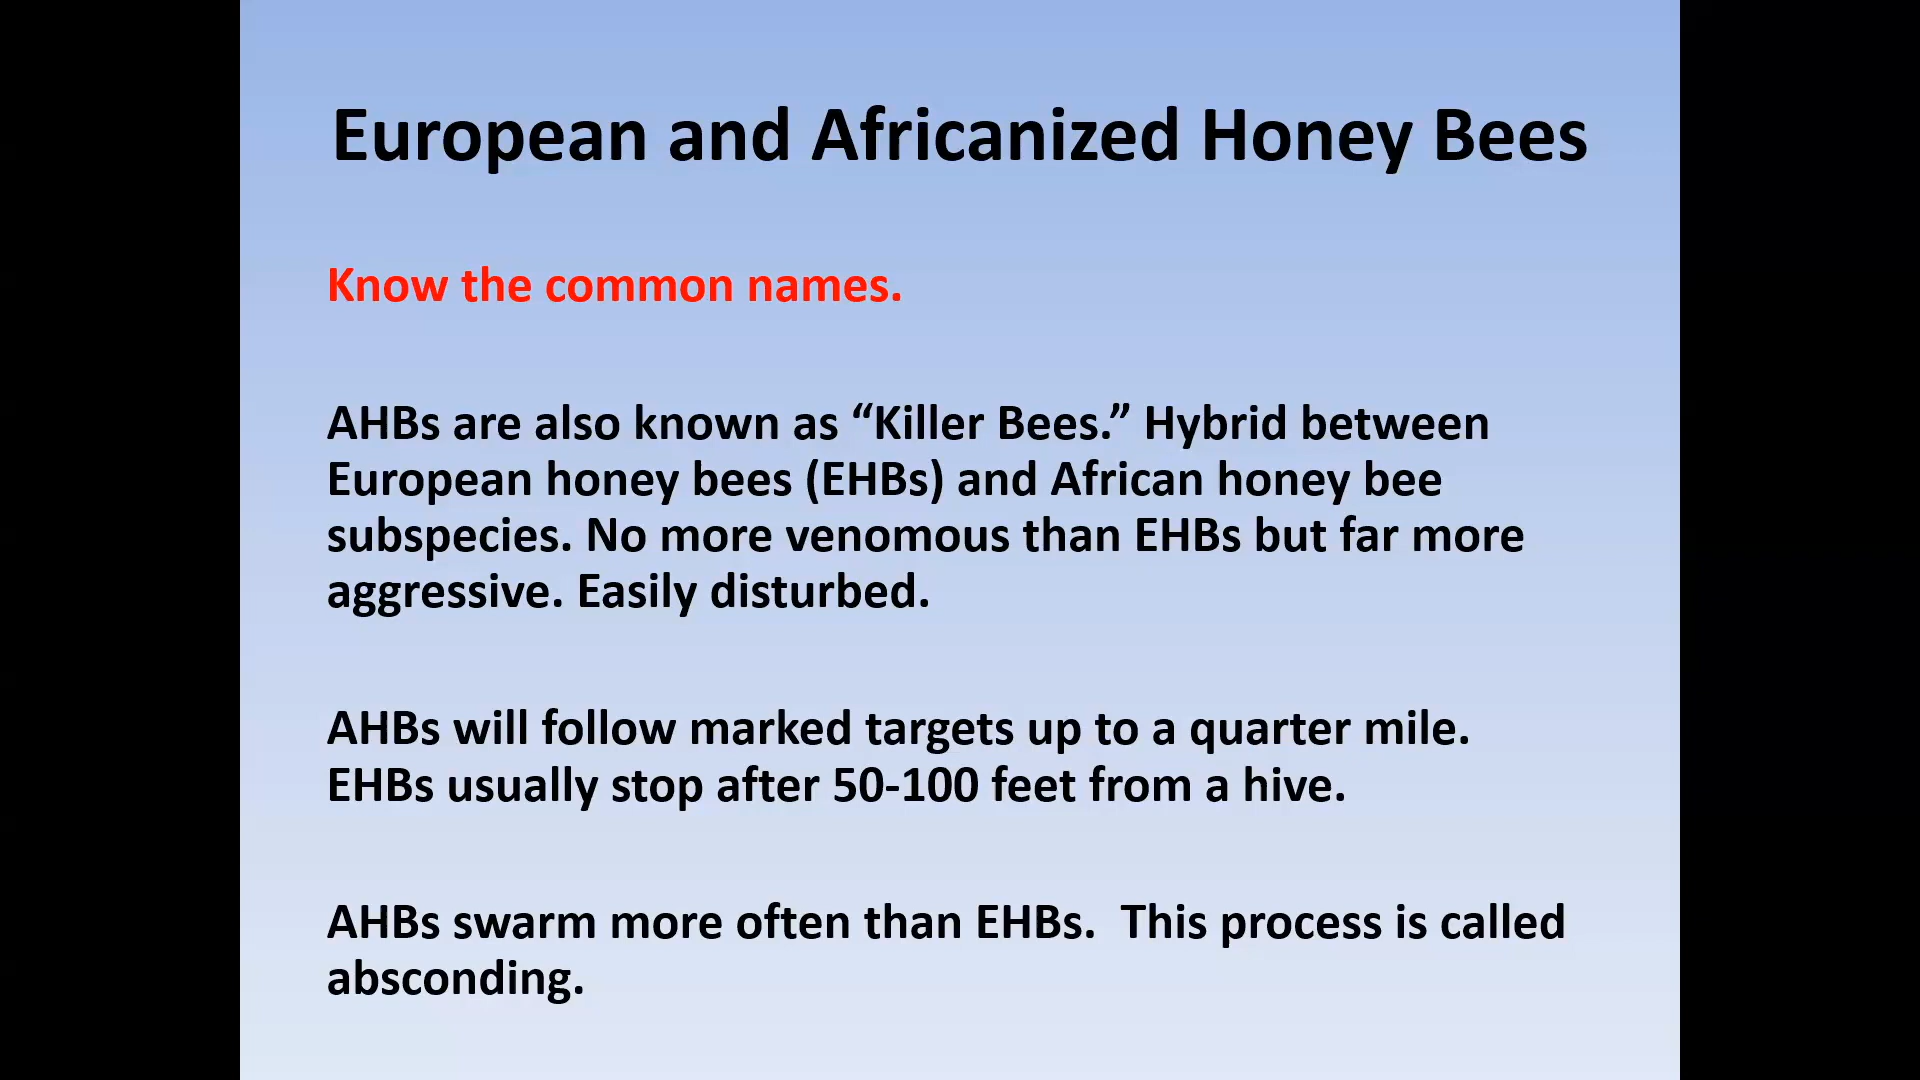 European and Africanized Honey Bees
Know the common names.
AHBs are also known as “Killer Bees.” Hybrid between
European honey bees (EHBs) and African honey bee
subspecies. No more venomous than EHBs but far more
aggressive. Easily disturbed.
AHBs will follow marked targets up to a quarter mile.
EHBs usually stop after 50-100 feet from a hive.
AHBs swarm more often than EHBs.  This process is called
absconding.